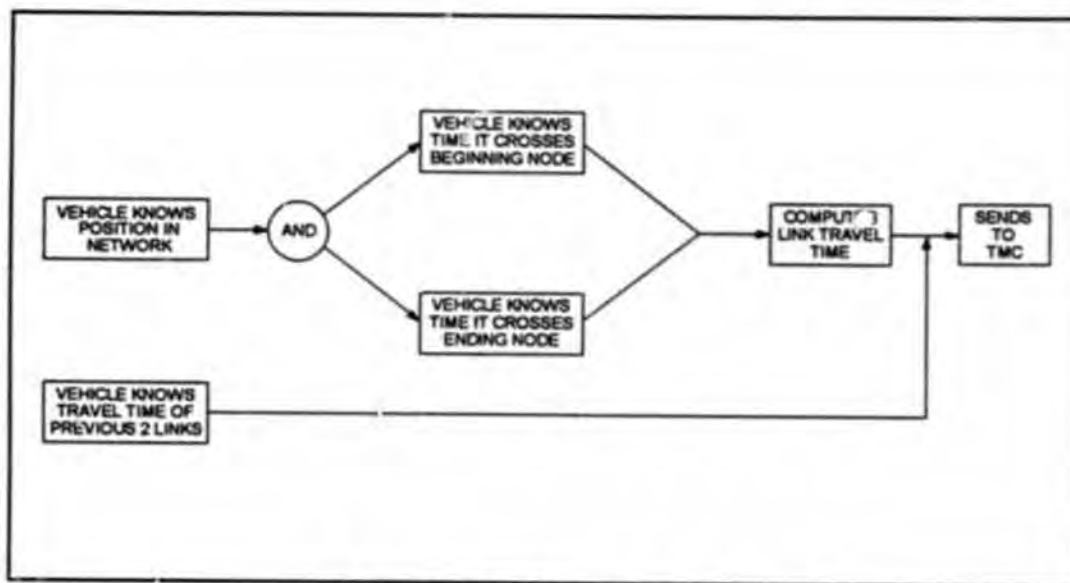 VEHICLE KNOWS
TIME IT CROSSES
BEGINNING NODE
VEHICLE KNOWS
POSITION IN
NETWORK
AND
VEHICLE KNOWS
TIME IT CROSSES
ENDING NODE
LINK TRAVEL
TIME
SENDS
TO
TMC
VEHICLE KNOWS
TRAVEL TIME OF
PREVIOUS 2 LINKS